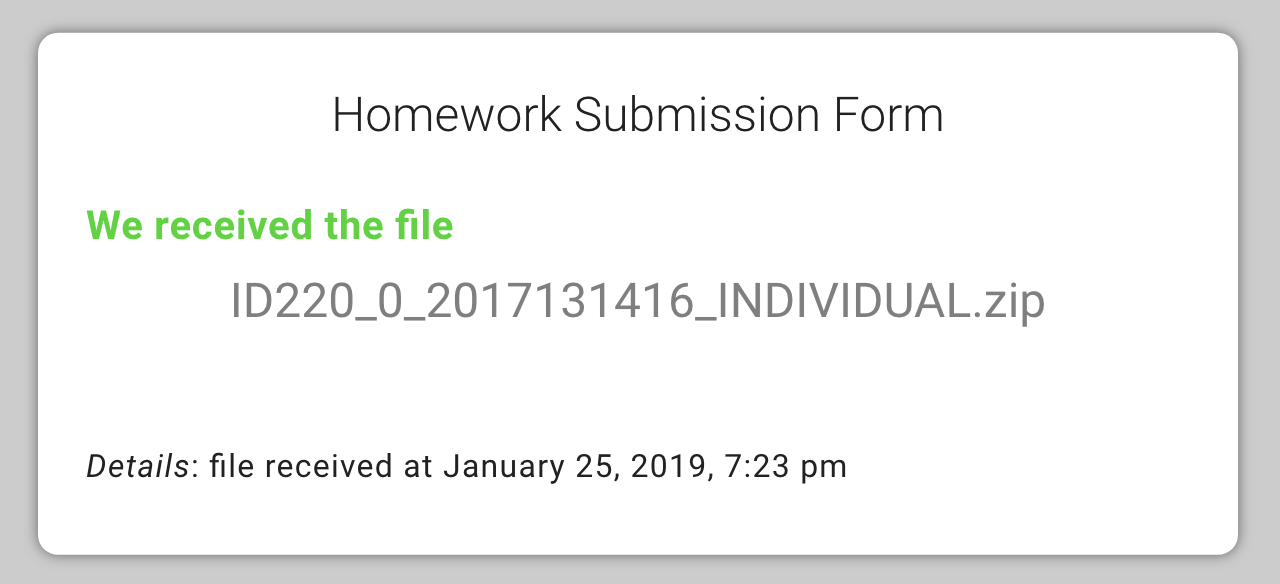 Homework Submission Form
We received the file
ID220_0_2017131416_INDIVIDUAL.zip
Details: file received at January 25, 2019, 7:23 pm